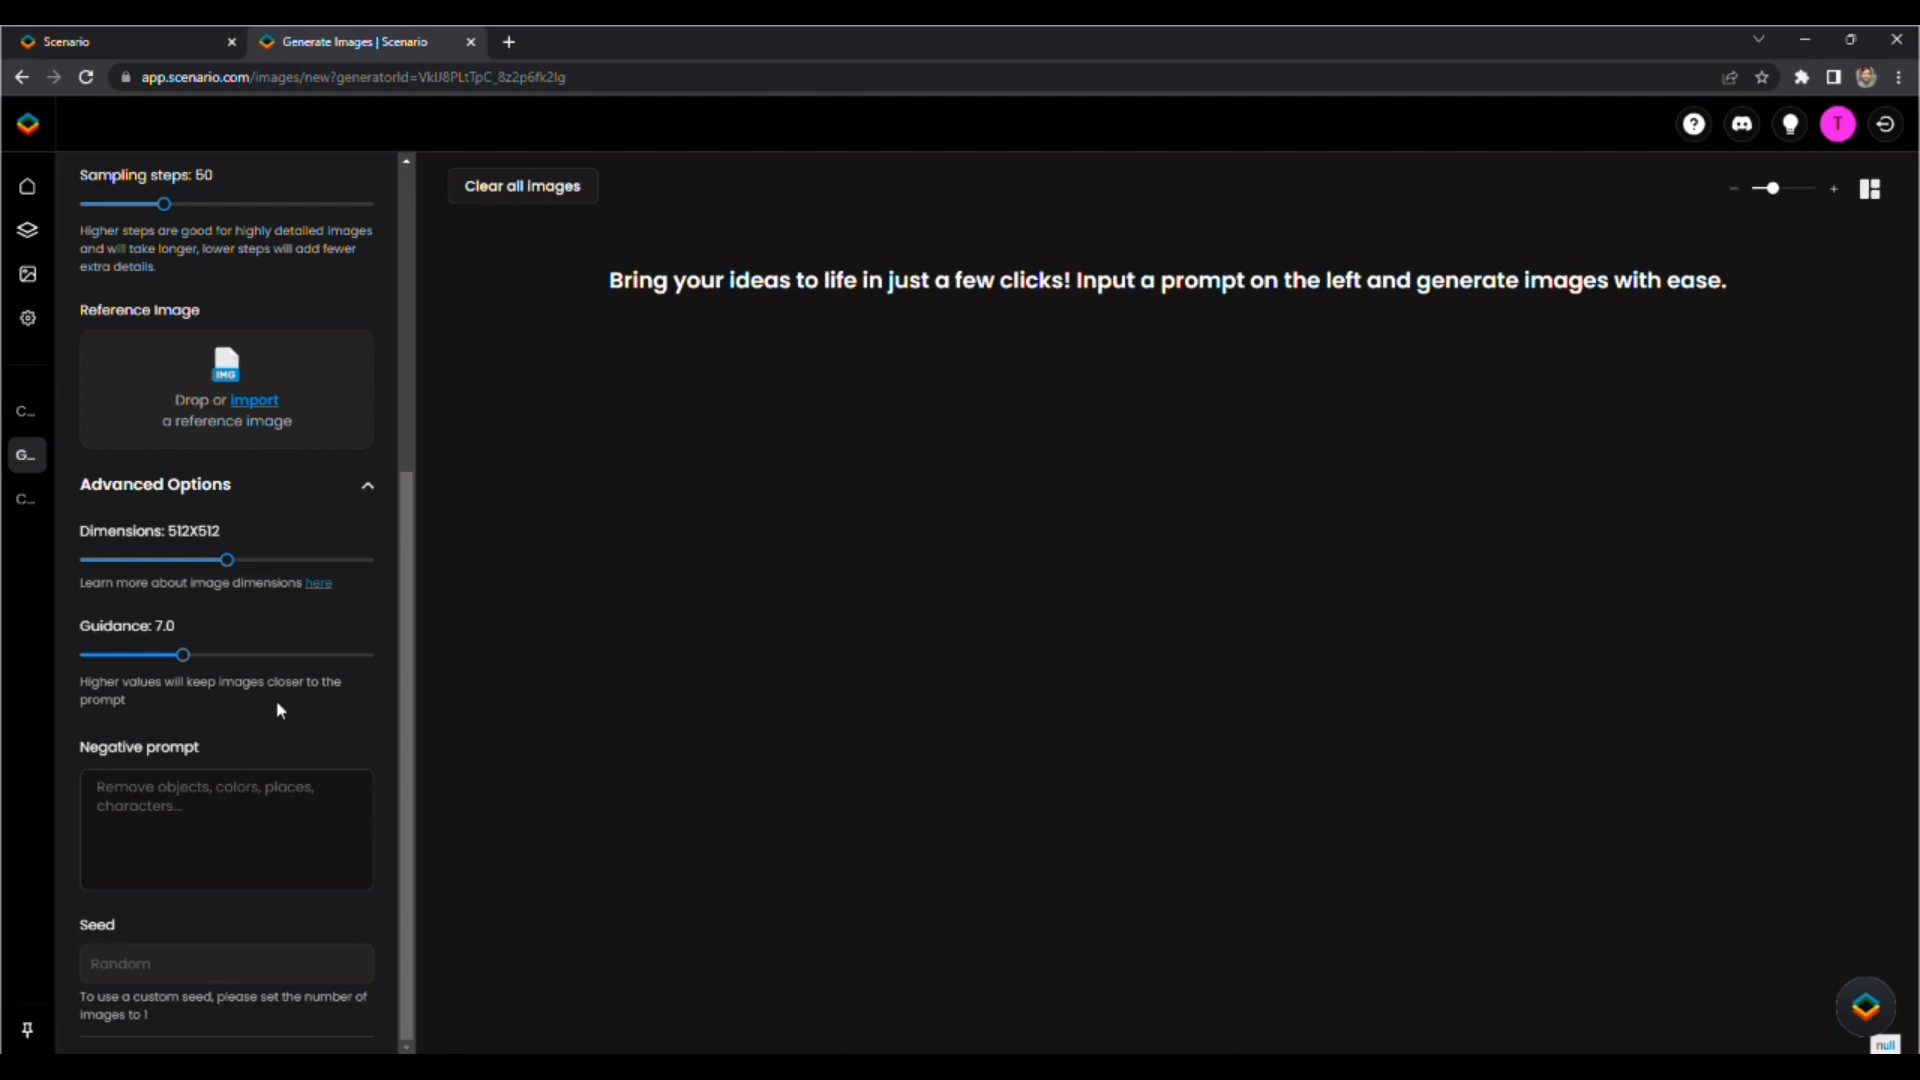 Scenario
Generate Images | Scenario
app.scenario.com/images/new?generatorId=VklJ8PLtTpC_8z2p6fk2Ig
T
Sampling steps: 50
Higher steps are good for highly detailed images
and will take longer, lower steps will add fewer
extra details.
Reference Image
IMG
Drop or import
a reference image
C...
G...
C...
Advanced Options
Dimensions: 512X512
Learn more about image dimensions here
Guidance: 7.0
Higher values will keep images closer to the
prompt
Negative prompt
Remove objects, colors, places,
characters...
Seed
Random
To use a custom seed, please set the number of
images to 1
Clear all images
Bring your ideas to life in just a few clicks! Input a prompt on the left and generate images with ease.
null